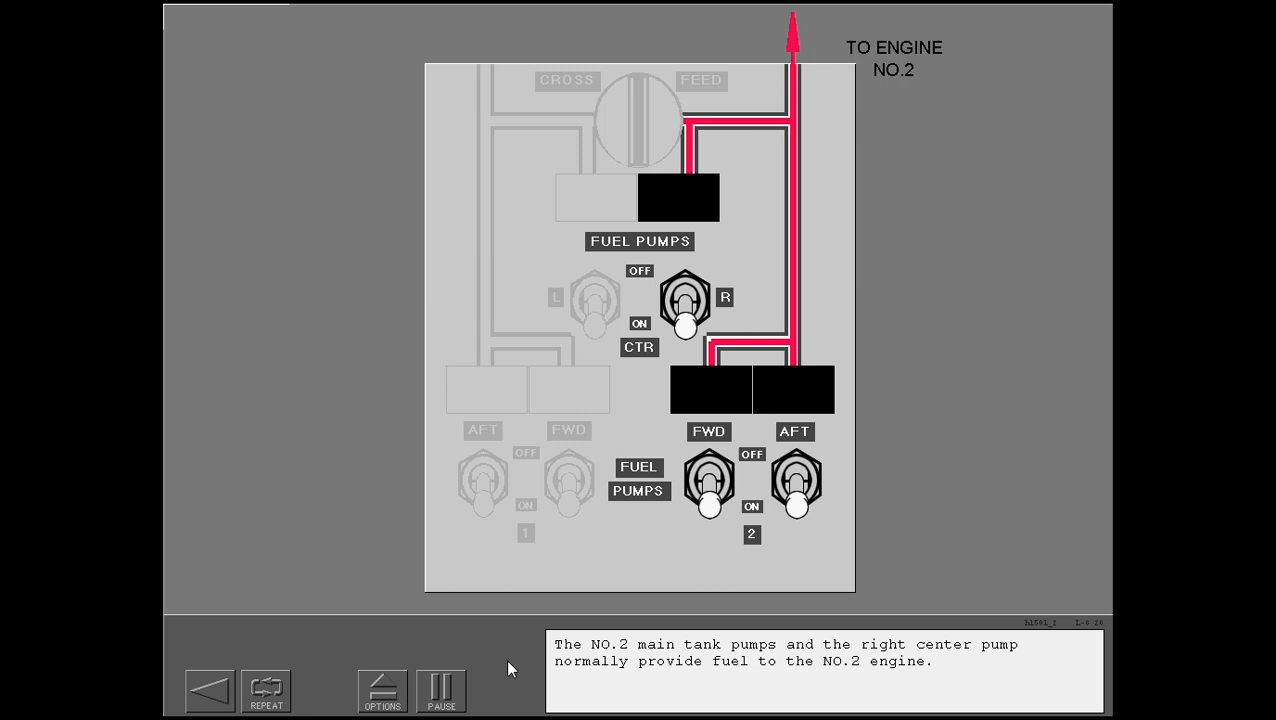 TO ENGINE
NO.2
CROSS FEED
FUEL PUMPS
OFF
L R
ON
CTR
AFT FWD FWD AFT
OFF OFF
FUEL
PUMPS
ON ON
1 2
The NO.2 main tank pumps and the right center pump
normally provide fuel to the NO.2 engine.
REPEAT
OPTIONS
PAUSE